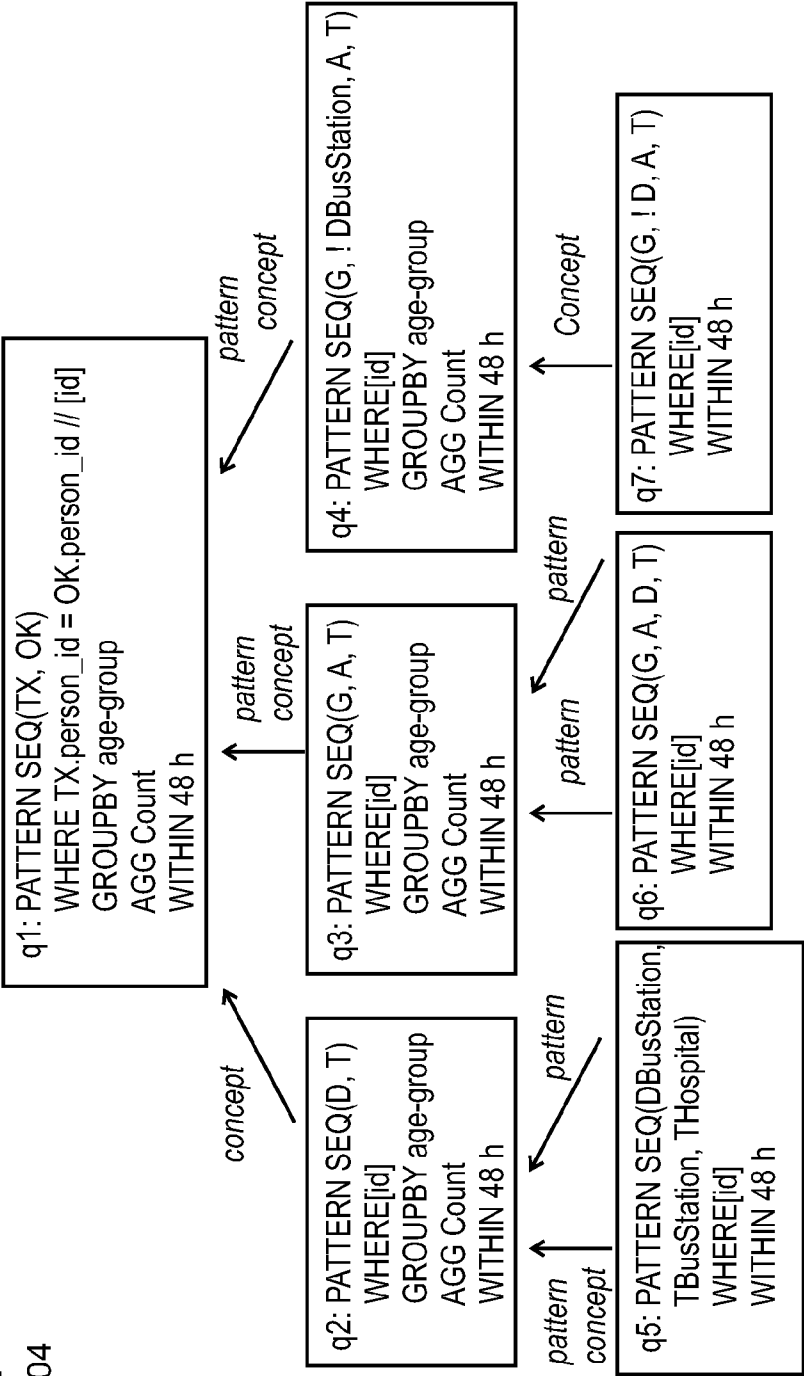 04
q1: PATTERN SEQ(TX, OK)
WHERE TX.person_id = OK.person_id // [id]
GROUPBY age-group
AGG Count
WITHIN 48 h
concept
pattern
concept
pattern
concept
q2: PATTERN SEQ(D, T)
WHERE[id]
GROUPBY age-group
AGG Count
WITHIN 48 h
q3: PATTERN SEQ(G, A, T)
WHERE[id]
GROUPBY age-group
AGG Count
WITHIN 48 h
q4: PATTERN SEQ(G, ! DBusStation, A, T)
WHERE[id]
GROUPBY age-group
AGG Count
WITHIN 48 h
pattern
concept
pattern
pattern
pattern
Concept
q5: PATTERN SEQ(DBusStation,
TBusStation, THospital)
WHERE[id]
WITHIN 48 h
q6: PATTERN SEQ(G, A, D, T)
WHERE[id]
WITHIN 48 h
q7: PATTERN SEQ(G, ! D, A, T)
WHERE[id]
WITHIN 48 h